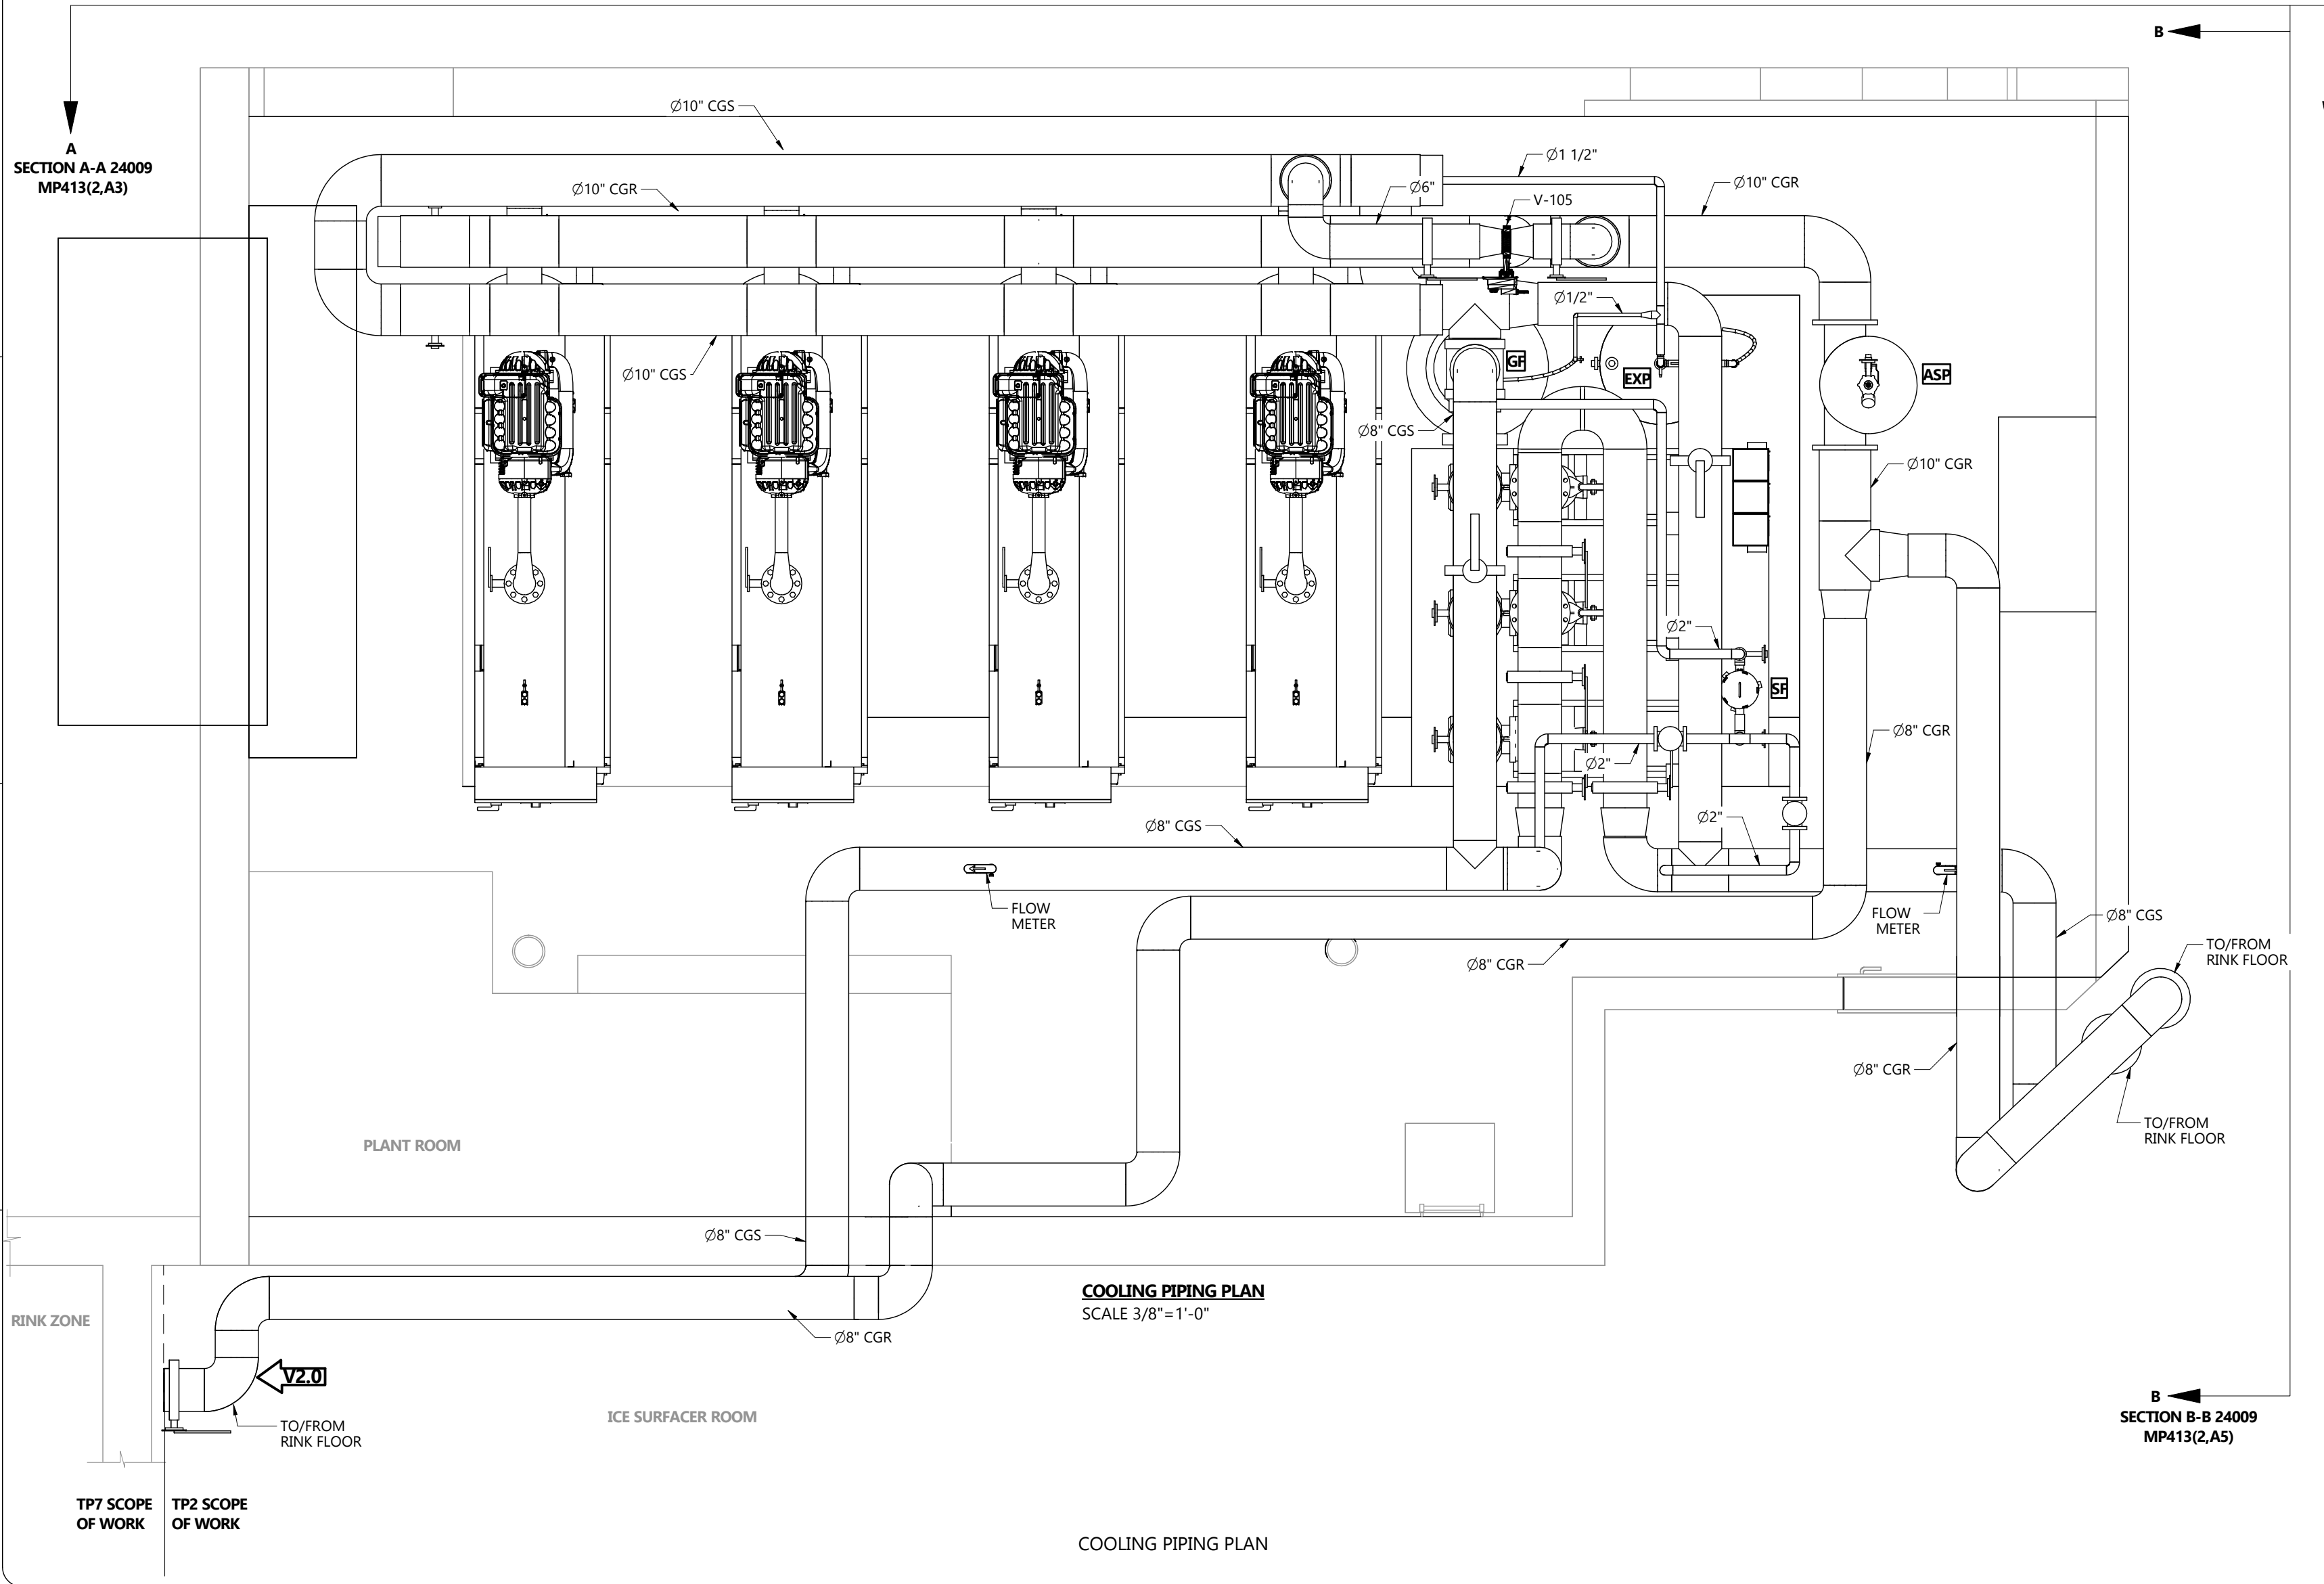 B
Ø10" CGS
A
SECTION A-A 24009
MP413(2,A3)
Ø1 1/2"
Ø10" CGR
Ø6"
Ø10" CGR
V-105
Ø1/2"
GF
EXP
ASP
Ø10" CGS
Ø8" CGS
Ø10" CGR
Ø2"
SF
Ø8" CGR
Ø2"
Ø2"
Ø8" CGS
FLOW
METER
FLOW
METER
Ø8" CGS
TO/FROM
RINK FLOOR
Ø8" CGR
Ø8" CGR
TO/FROM
RINK FLOOR
PLANT ROOM
Ø8" CGS
COOLING PIPING PLAN
SCALE 3/8"=1'-0"
RINK ZONE
Ø8" CGR
V2.0
TO/FROM
RINK FLOOR
ICE SURFACER ROOM
B
SECTION B-B 24009
MP413(2,A5)
TP7 SCOPE
OF WORK
TP2 SCOPE
OF WORK
COOLING PIPING PLAN